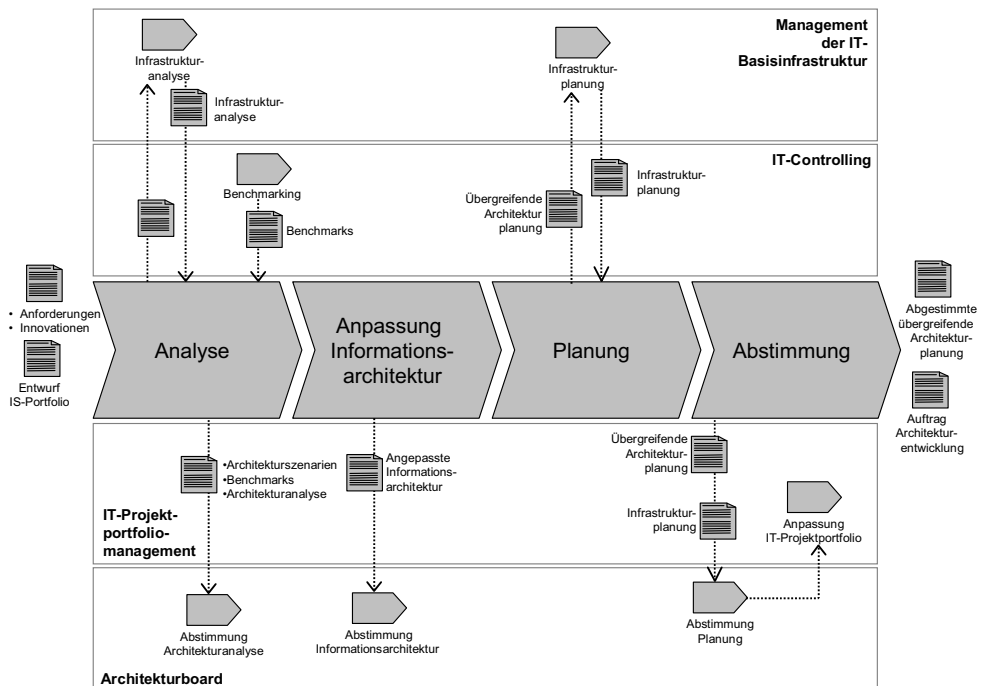 Management
der IT-
Basisinfrastruktur
Infrastruktur-
analyse
Infrastruktur-
analyse
Infrastruktur-
planung
IT-Controlling
Benchmarking
Benchmarks
Übergreifende
Architektur
planung
Infrastruktur-
planung
• Anforderungen
• Innovationen
Entwurf
IS-Portfolio
Analyse
Anpassung
Informations-
architektur
Planung
Abstimmung
Abgestimmte
übergreifende
Architektur-
planung
Auftrag
Architektur-
entwicklung
•Architekturszenarien
•Benchmarks
•Architekturanalyse
Angepasste
Informations-
architektur
Übergreifende
Architektur-
planung
Infrastruktur-
planung
Anpassung
IT-Projektportfolio
IT-Projekt-
portfolio-
management
Abstimmung
Architekturanalyse
Abstimmung
Informationsarchitektur
Abstimmung
Planung
Architekturboard